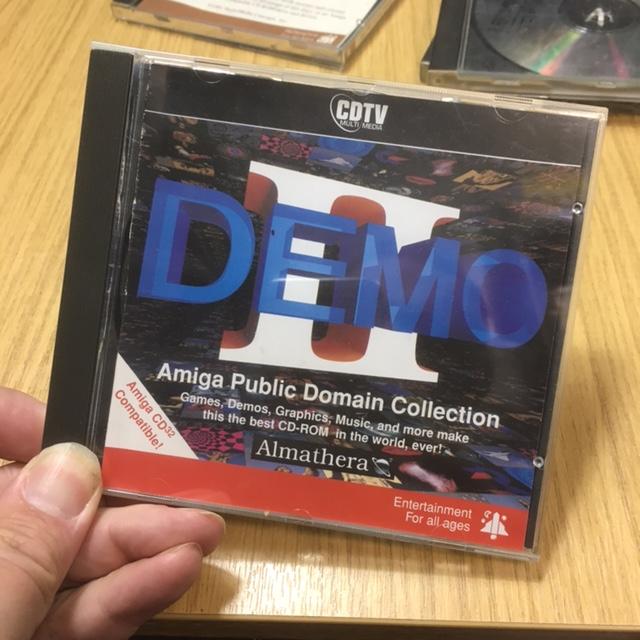 CDTV
MULTI MEDIA
II
DEMO
Amiga Public Domain Collection
Games, Demos, Graphics, Music, and more make
this the best CD-ROM in the world, ever!
Amiga CD32
Compatible!
Almathera
Entertainment
For all ages